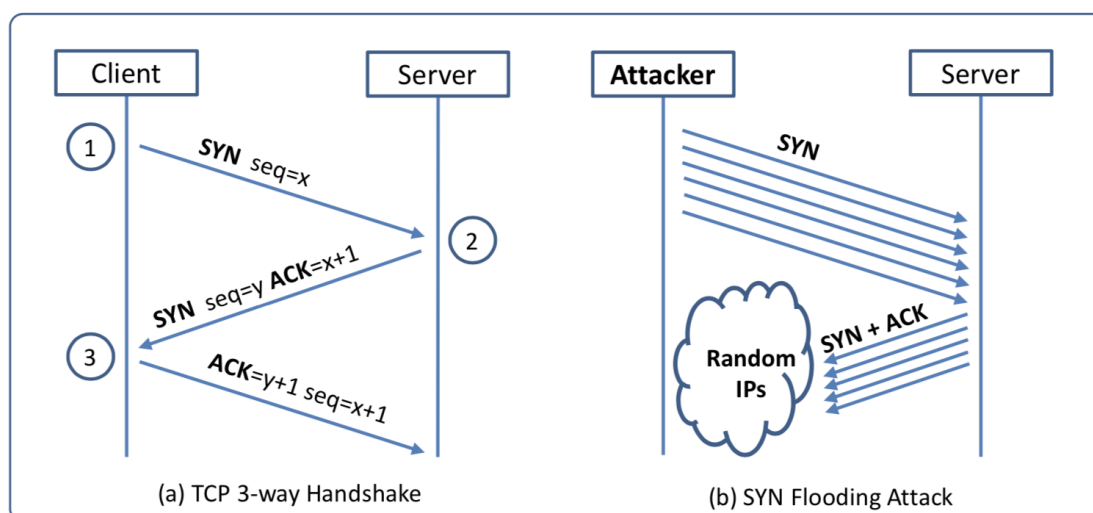 Client
Server
1
SYN seq=x
2
SYN seq=y ACK=x+1
3
ACK=y+1 seq=x+1
(a) TCP 3-way Handshake
Attacker
Server
SYN
SYN + ACK
Random
IPs
(b) SYN Flooding Attack